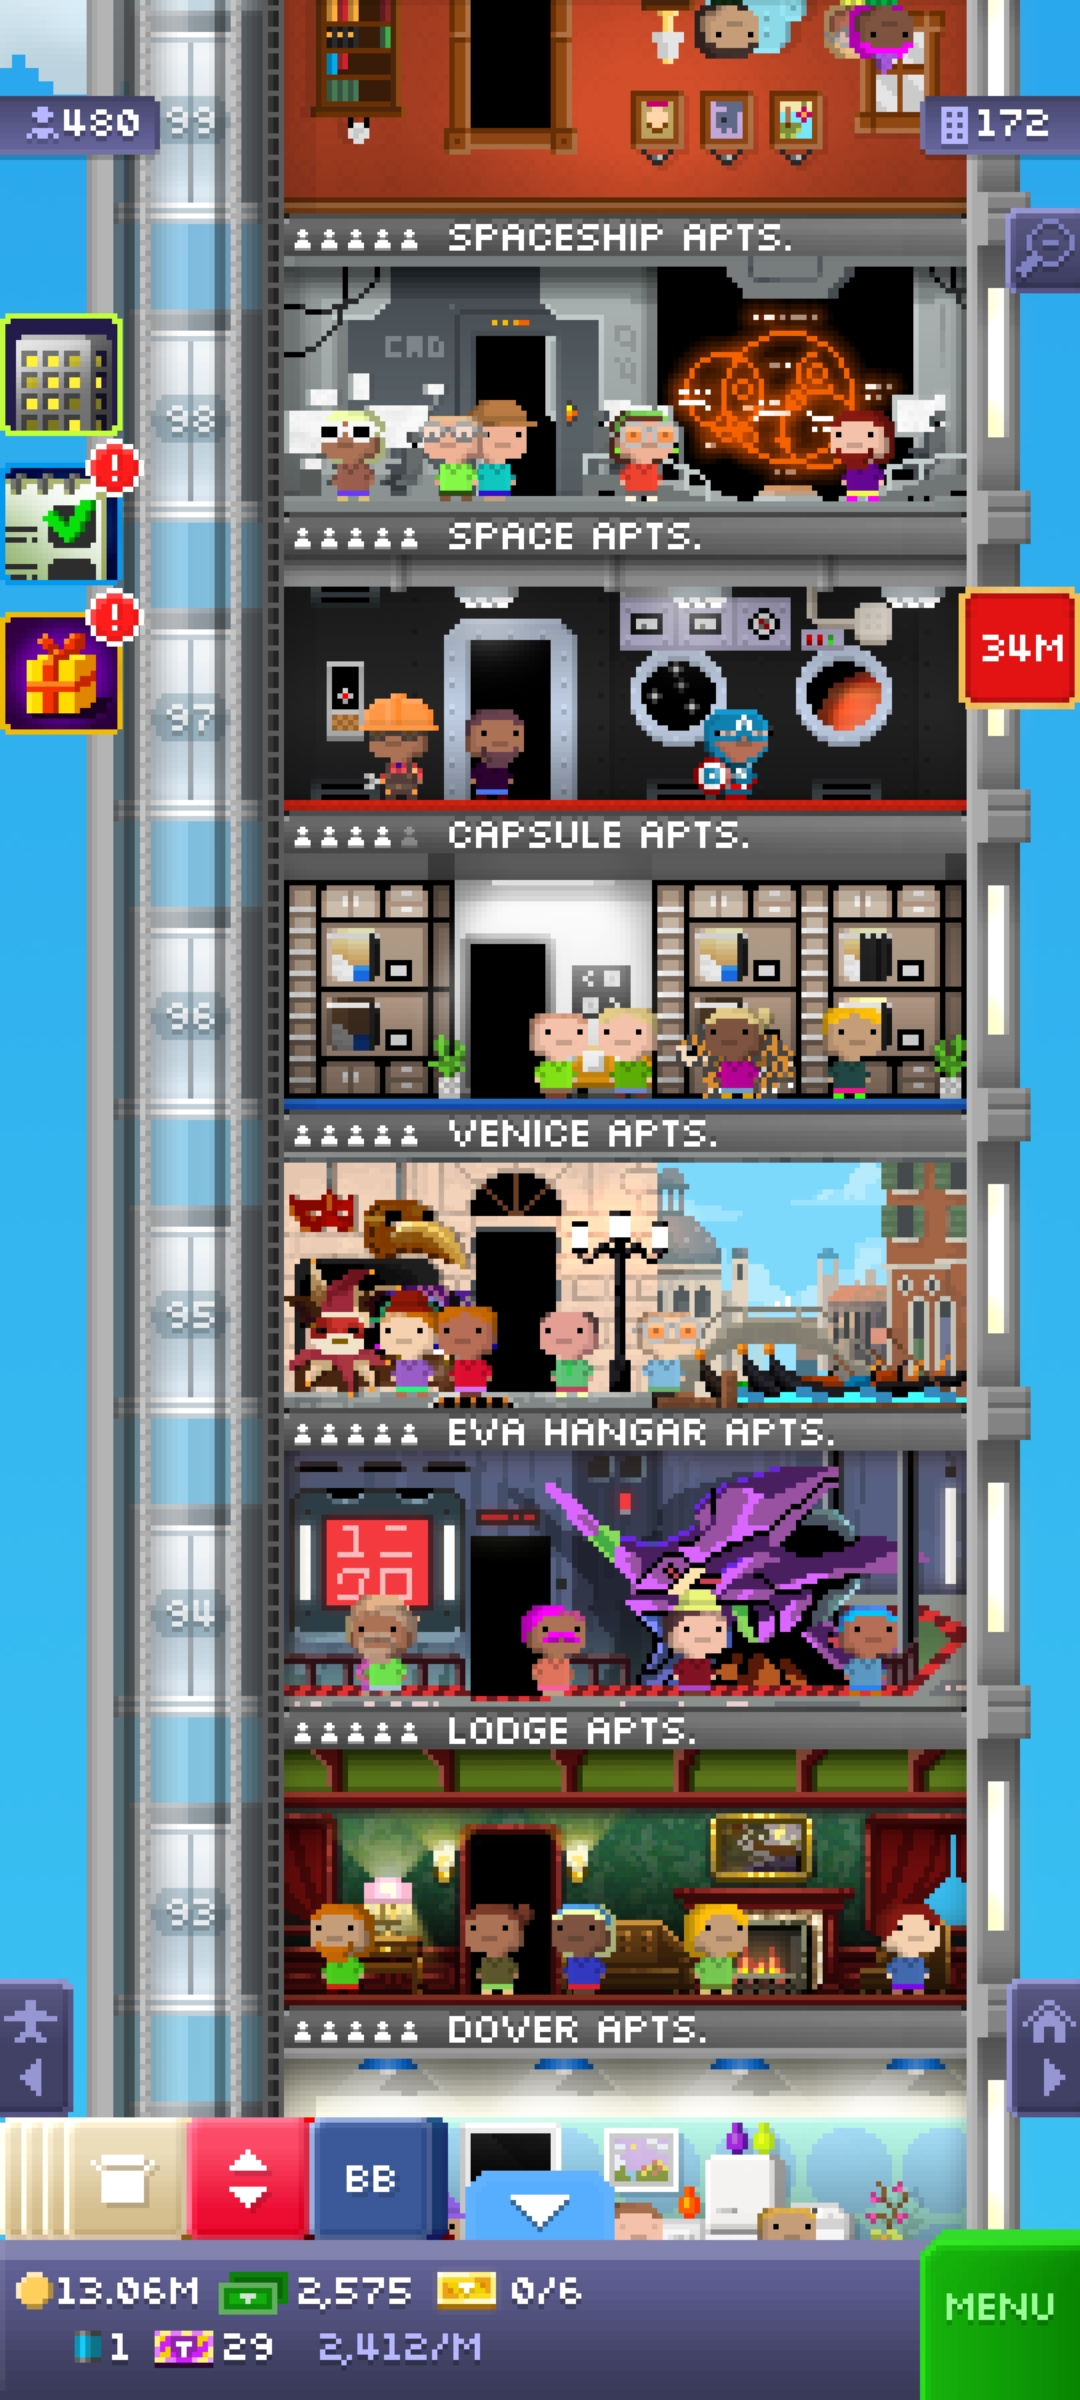 480
99
172
SPACESHIP APTS.
CAD
98
SPACE APTS.
34M
97
CAPSULE APTS.
96
VENICE APTS.
95
EVA HANGAR APTS.
94
LODGE APTS.
93
DOVER APTS.
BB
13.06M 2,575 0/6
MENU
1 29 2,412/M